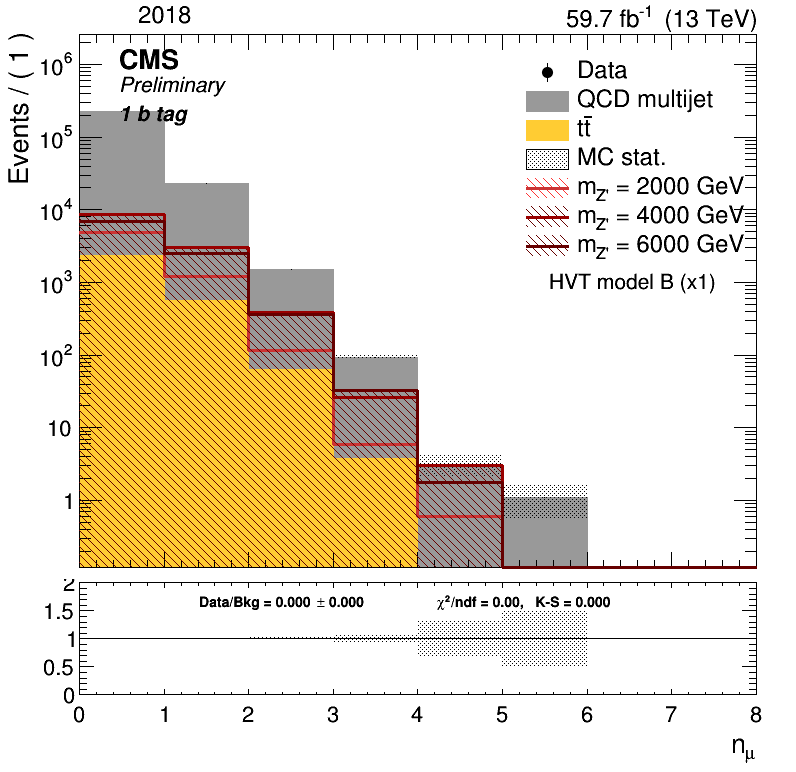 2018 59.7 fb⁻¹ (13 TeV)
Events / ( 1 )
CMS
Preliminary
1 b tag
Data
QCD multijet
tt̄
MC stat.
m_Z' = 2000 GeV
m_Z' = 4000 GeV
m_Z' = 6000 GeV
HVT model B (x1)
10⁶
10⁵
10⁴
10³
10²
10
1
Data/Bkg = 0.000 ± 0.000 χ²/ndf = 0.00, K-S = 0.000
2
1.5
1
0.5
0
0 1 2 3 4 5 6 7 8
n_μ